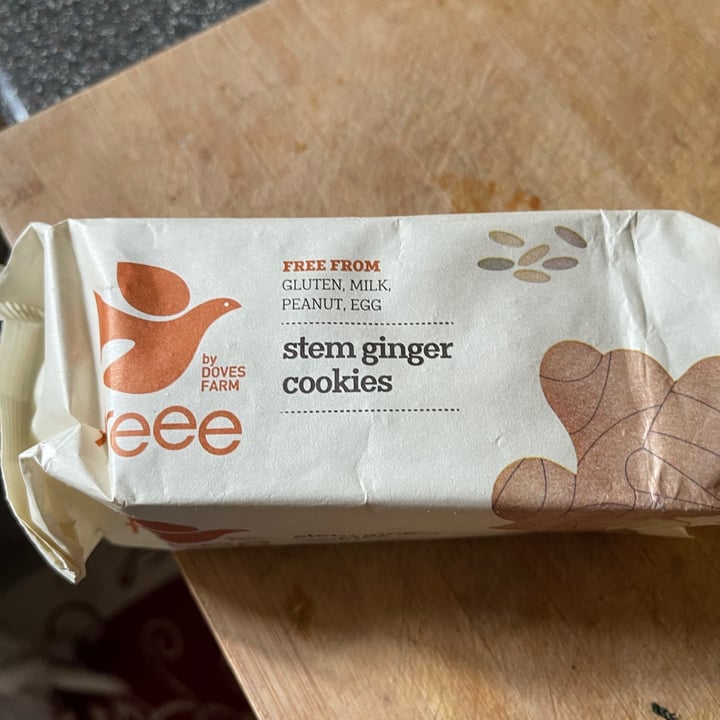 FREE FROM
GLUTEN, MILK,
PEANUT, EGG
stem ginger
cookies
by
DOVES
FARM
reee